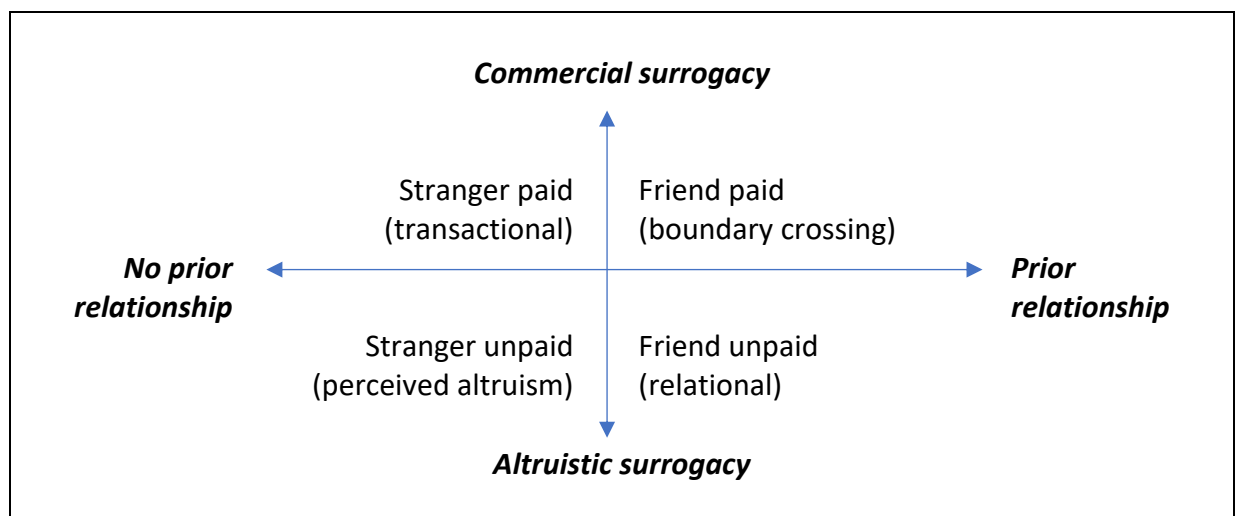 Commercial surrogacy
Stranger paid
(transactional)
Friend paid
(boundary crossing)
No prior
relationship
Prior
relationship
Stranger unpaid
(perceived altruism)
Friend unpaid
(relational)
Altruistic surrogacy